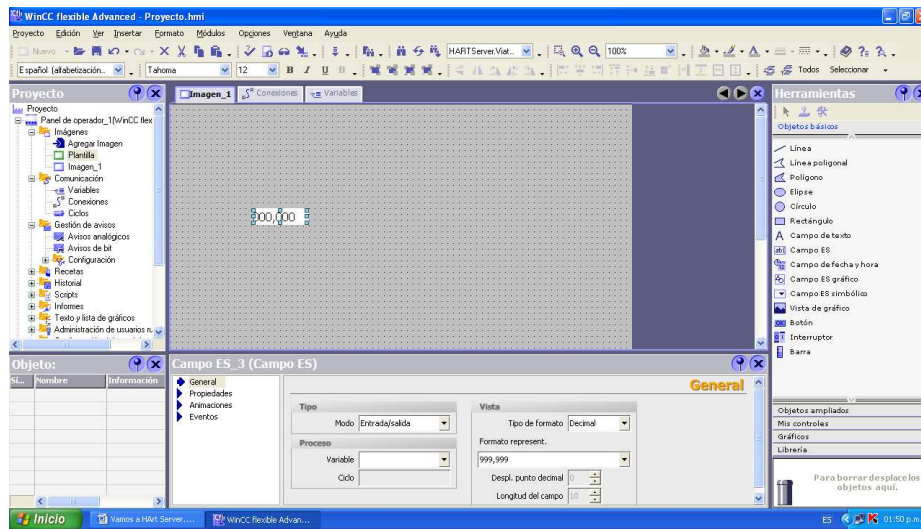 WinCC flexible Advanced - Proyecto.hmi
Proyecto Edición Ver Insertar Formato Módulos Opciones Ventana Ayuda
Nuevo HARTServer.Viat... 100%
Español (alfabetización... Tahoma 12 B I U Todos Seleccionar
Proyecto
Proyecto
Panel de operador_1(WinCC flex
Imágenes
Agregar Imagen
Plantilla
Imagen_1
Comunicación
Variables
Conexiones
Ciclos
Gestión de avisos
Avisos analógicos
Avisos de bit
Configuración
Recetas
Historial
Scripts
Informes
Texto y lista de gráficos
Administración de usuarios
Imagen_1 Conexiones Variables
000,000
Herramientas
Objetos básicos
Línea
Línea poligonal
Polígono
Elipse
Círculo
Rectángulo
Campo de texto
Campo ES
Campo de fecha y hora
Campo ES gráfico
Campo ES simbólico
Vista de gráfico
Botón
Interruptor
Barra
Objetos ampliados
Mis controles
Gráficos
Librería
Para borrar desplace los
objetos aquí.
Objeto:
Sí... Nombre Información
Campo ES_3 (Campo ES)
General
Propiedades
Animaciones
Eventos
General
Tipo
Modo Entrada/salida
Proceso
Variable
Ciclo
Vista
Tipo de formato Decimal
Formato represent.
999,999
Despl. punto decimal 0
Longitud del campo 10
Inicio Vamos a HArt Server.... WinCC flexible Advan... ES 01:50 p.m.